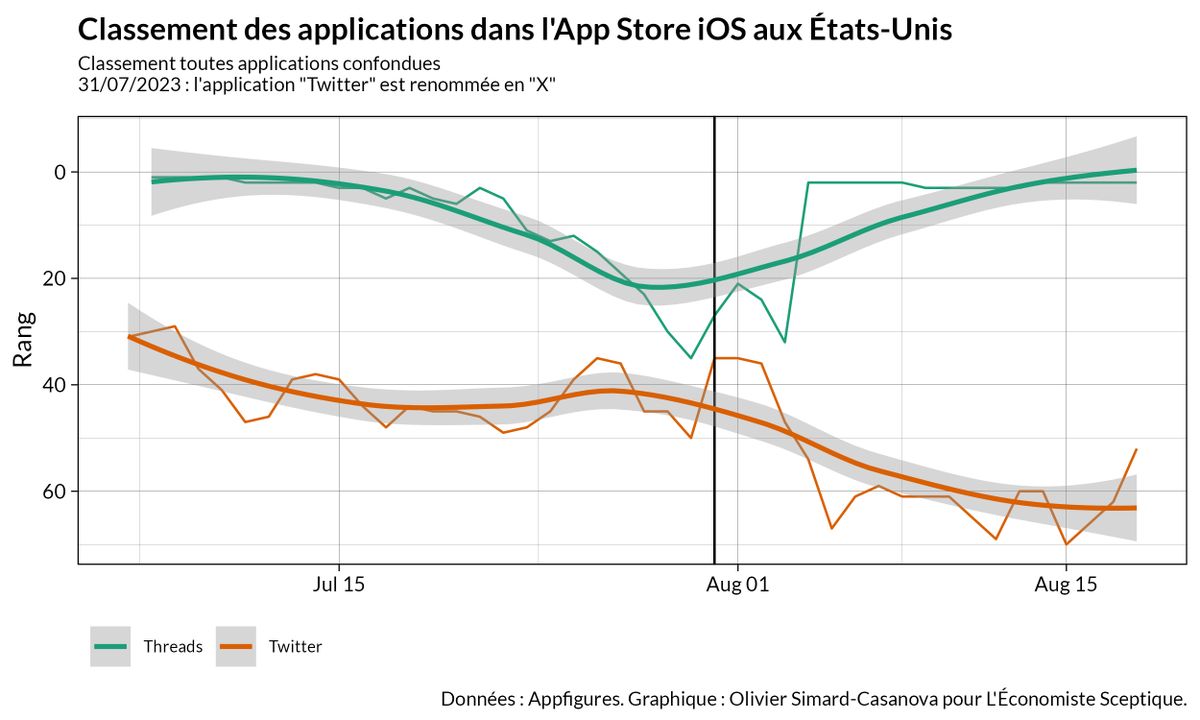 Classement des applications dans l'App Store iOS aux États-Unis
Classement toutes applications confondues
31/07/2023 : l'application "Twitter" est renommée en "X"
Rang
0
20
40
60
Jul 15
Aug 01
Aug 15
Threads
Twitter
Données : Appfigures. Graphique : Olivier Simard-Casanova pour L'Économiste Sceptique.